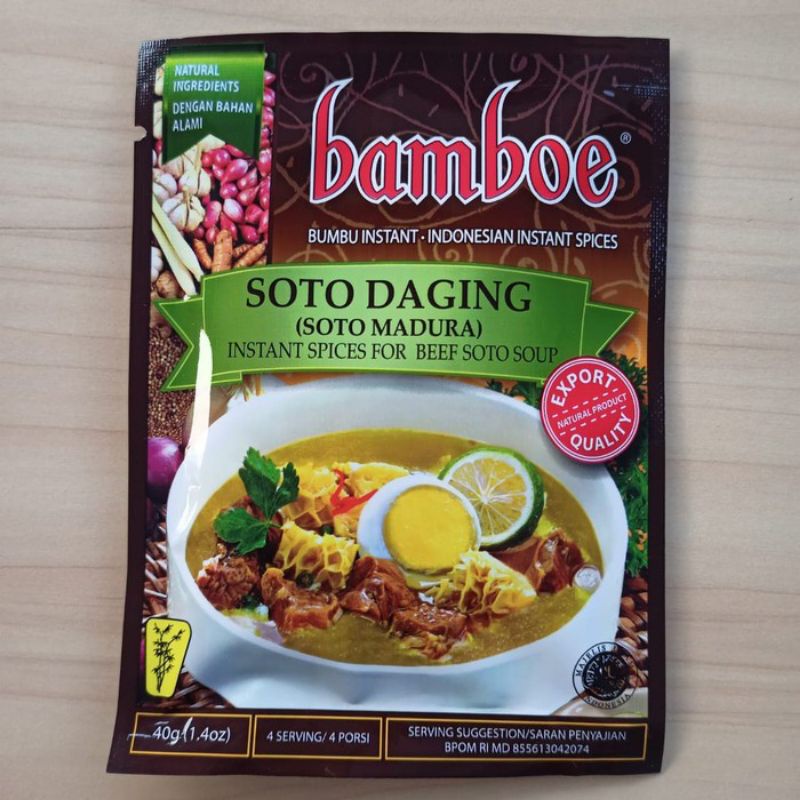 NATURAL
INGREDIENTS
DENGAN BAHAN
ALAMI
bamboe®
BUMBU INSTANT · INDONESIAN INSTANT SPICES
SOTO DAGING
(SOTO MADURA)
INSTANT SPICES FOR BEEF SOTO SOUP
EXPORT
NATURAL PRODUCT
QUALITY
MAJELIS
INDONESIA
40g (1.4oz)
4 SERVING/ 4 PORSI
SERVING SUGGESTION/SARAN PENYAJIAN
BPOM RI MD 855613042074